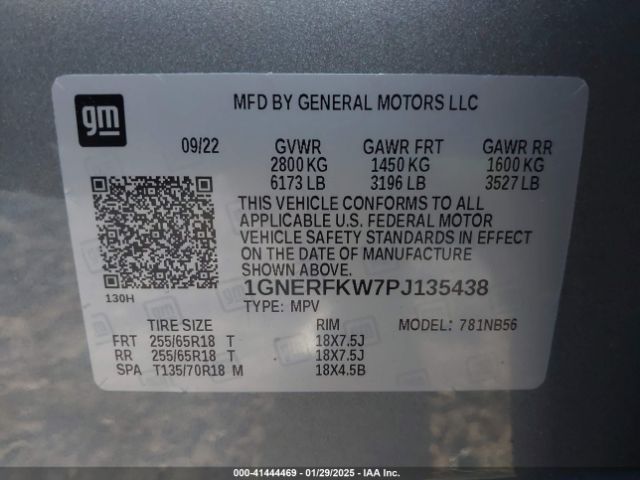 gm
MFD BY GENERAL MOTORS LLC
09/22 GVWR GAWR FRT GAWR RR
2800 KG 1450 KG 1600 KG
6173 LB 3196 LB 3527 LB
THIS VEHICLE CONFORMS TO ALL
APPLICABLE U.S. FEDERAL MOTOR
VEHICLE SAFETY STANDARDS IN EFFECT
ON THE DATE OF MANUFACTURE
SHOWN ABOVE.
130H
1GNERFKW7PJ135438
TYPE: MPV
TIRE SIZE RIM MODEL: 781NB56
FRT 255/65R18 T 18X7.5J
RR 255/65R18 T 18X7.5J
SPA T135/70R18 M 18X4.5B
000-41444469 - 01/29/2025 - IAA Inc.